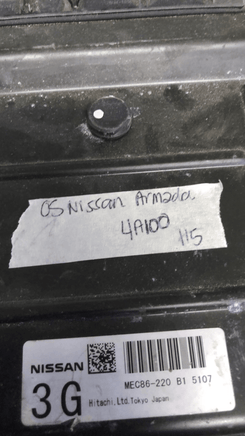 05 Nissan Armada.
4A100
115
NISSAN
3G
MEC86-220 B1 5107
Hitachi,Ltd.Tokyo Japan